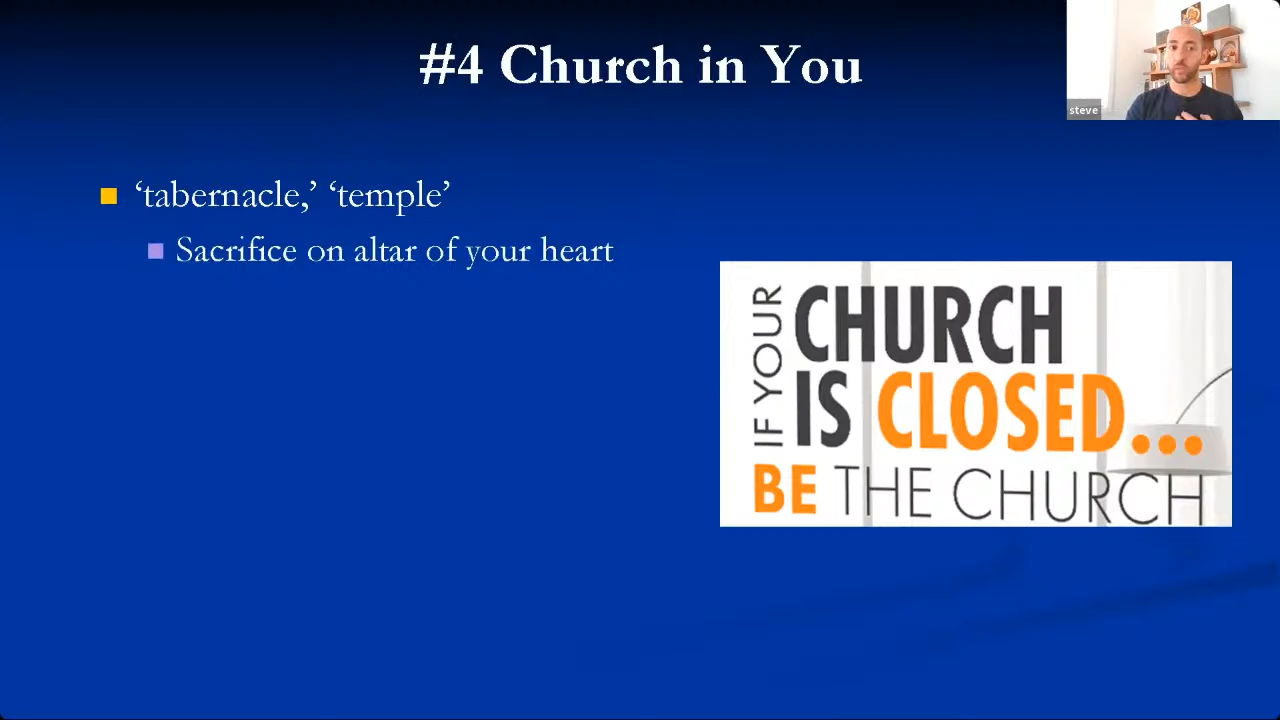 #4 Church in You
steve
‘tabernacle,’ ‘temple’
Sacrifice on altar of your heart
IF YOUR
CHURCH
IS CLOSED...
BE THE CHURCH